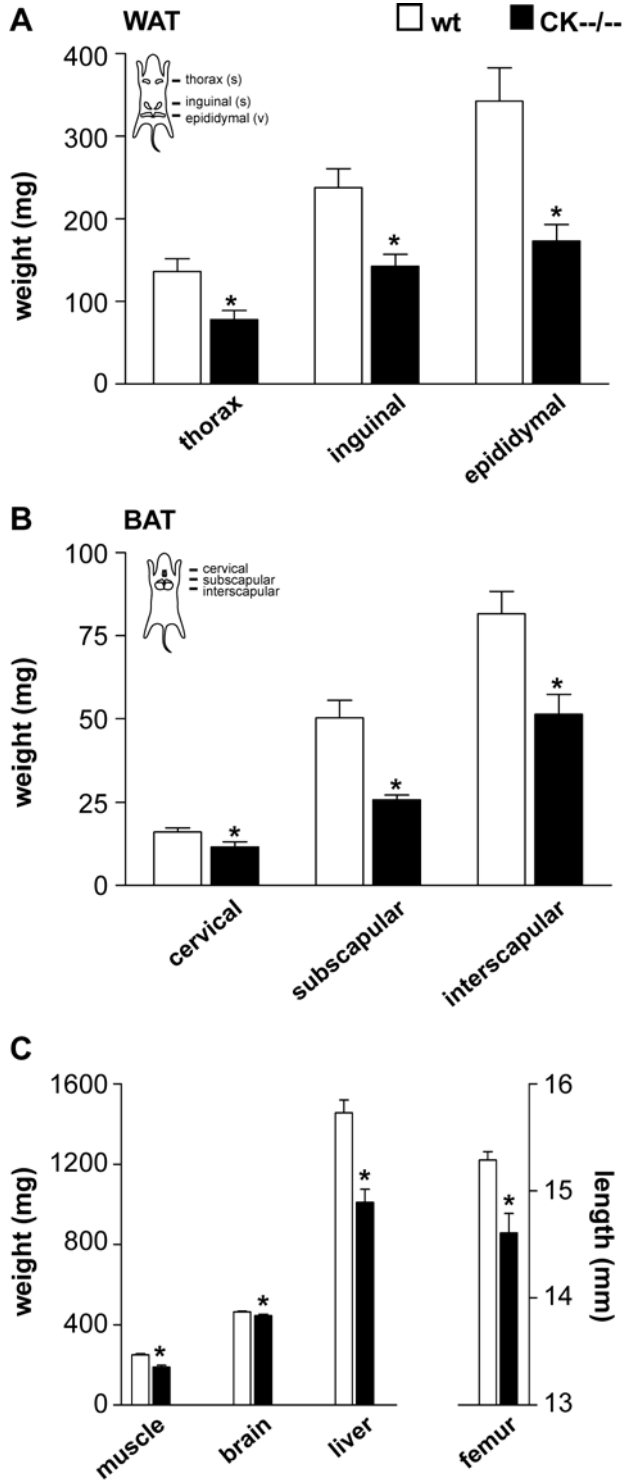 A WAT wt CK--/--
400
300
200
100
0
weight (mg)
thorax (s)
inguinal (s)
epididymal (v)
*
*
*
thorax
inguinal
epididymal
B BAT
100
75
50
25
0
weight (mg)
cervical
subscapular
interscapular
*
*
*
cervical
subscapular
interscapular
C
1600
1200
800
400
0
weight (mg)
*
*
*
*
16
15
14
13
length (mm)
muscle
brain
liver
femur